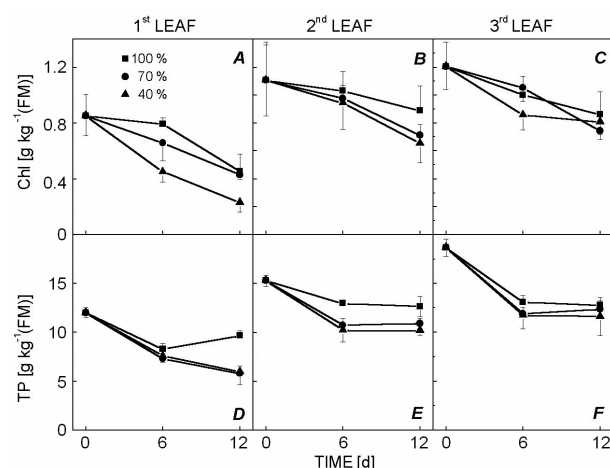 1st LEAF 2nd LEAF 3rd LEAF
A B C
100 %
70 %
40 %
Chl [g kg-1(FM)]
1.2
0.8
0.4
0
TP [g kg-1(FM)]
15
10
5
0
D E F
0 6 12 0 6 12 0 6 12
TIME [d]